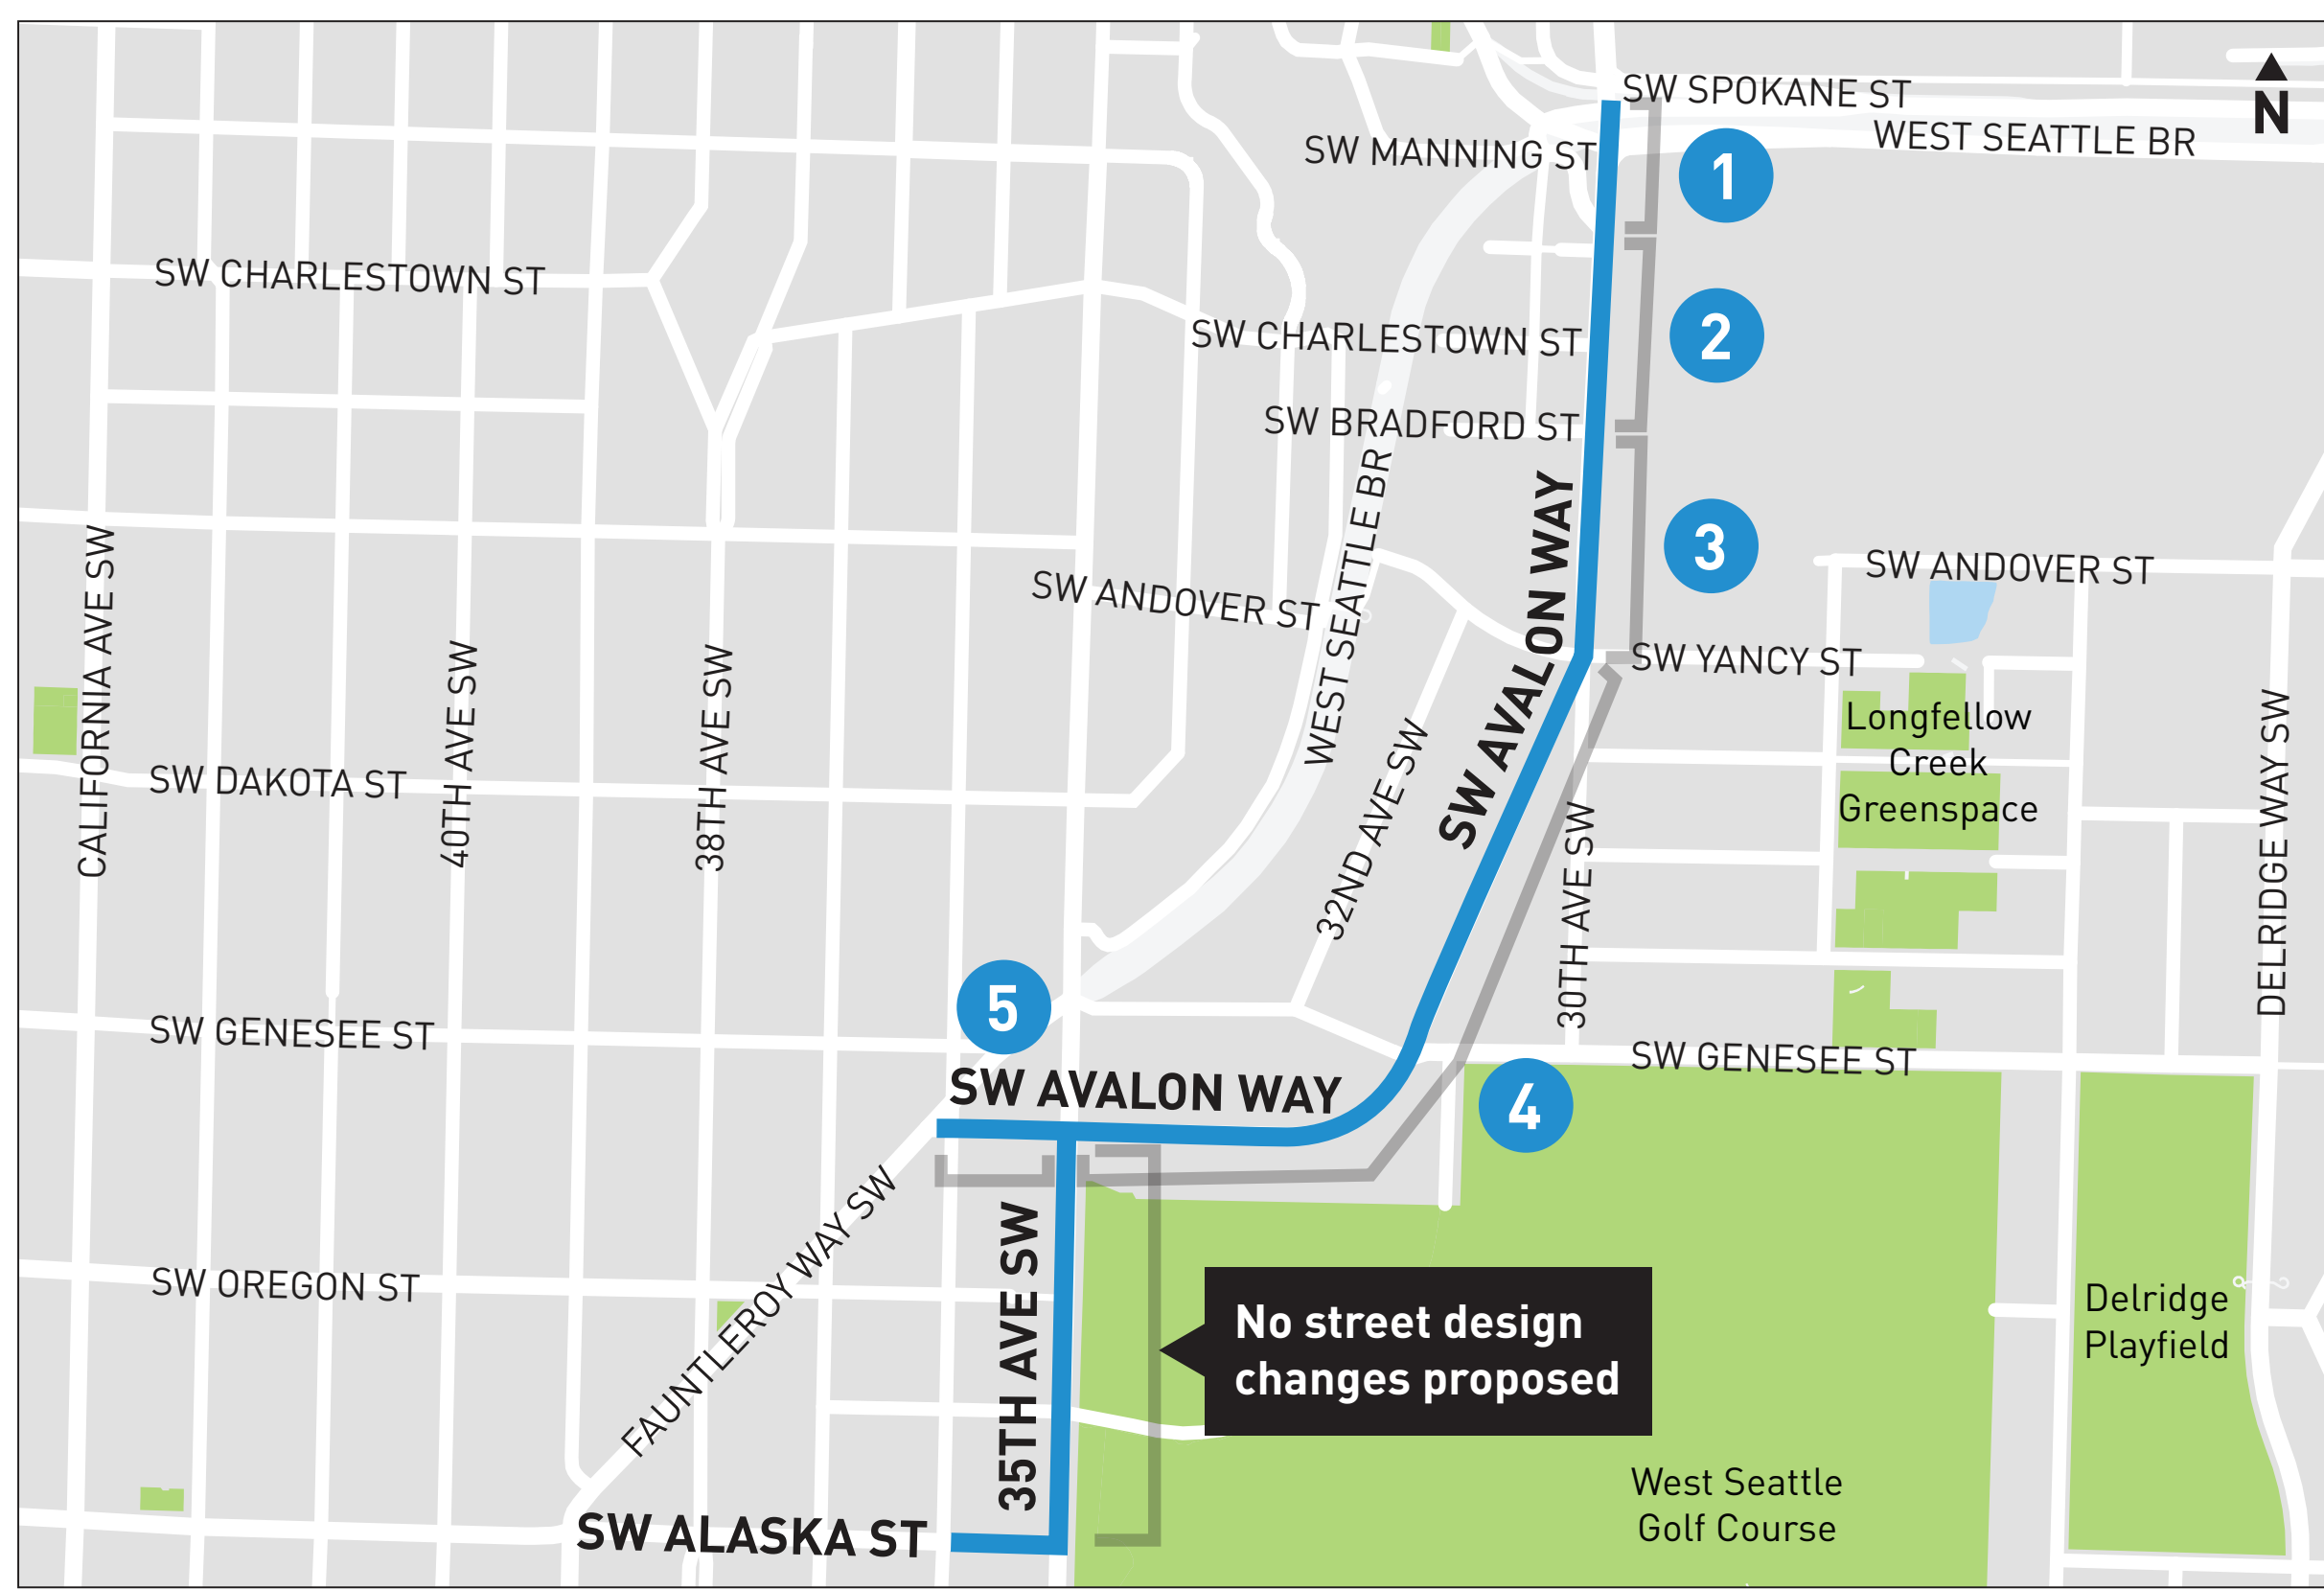 SW SPOKANE ST
N
WEST SEATTLE BR
SW MANNING ST
1
SW CHARLESTOWN ST
SW CHARLESTOWN ST
2
SW BRADFORD ST
WEST SEATTLE BR
SW AVALON WAY
3
SW ANDOVER ST
SW ANDOVER ST
CALIFORNIA AVE SW
40TH AVE SW
38TH AVE SW
SW YANCY ST
Longfellow
Creek
Greenspace
DELRIDGE WAY SW
SW DAKOTA ST
32ND AVE SW
SW AVALON WAY
30TH AVE SW
5
SW GENESEE ST
SW GENESEE ST
SW AVALON WAY
4
FAUNTLEROY WAY SW
35TH AVE SW
SW OREGON ST
No street design
changes proposed
Delridge
Playfield
West Seattle
Golf Course
SW ALASKA ST